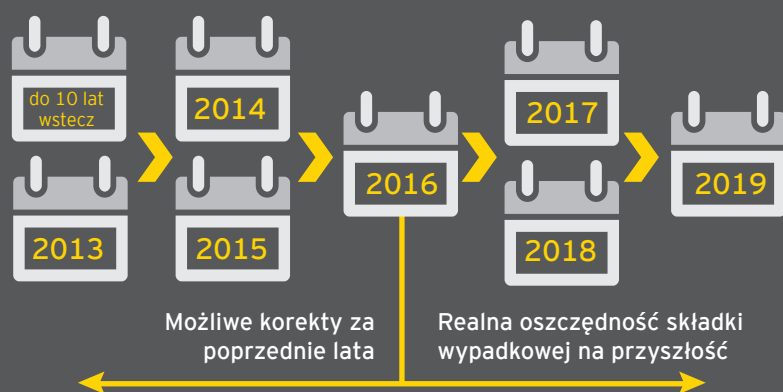 do 10 lat
wstecz
2013
2014
2015
2016
2017
2018
2019
Możliwe korekty za
poprzednie lata
Realna oszczędność składki
wypadkowej na przyszłość